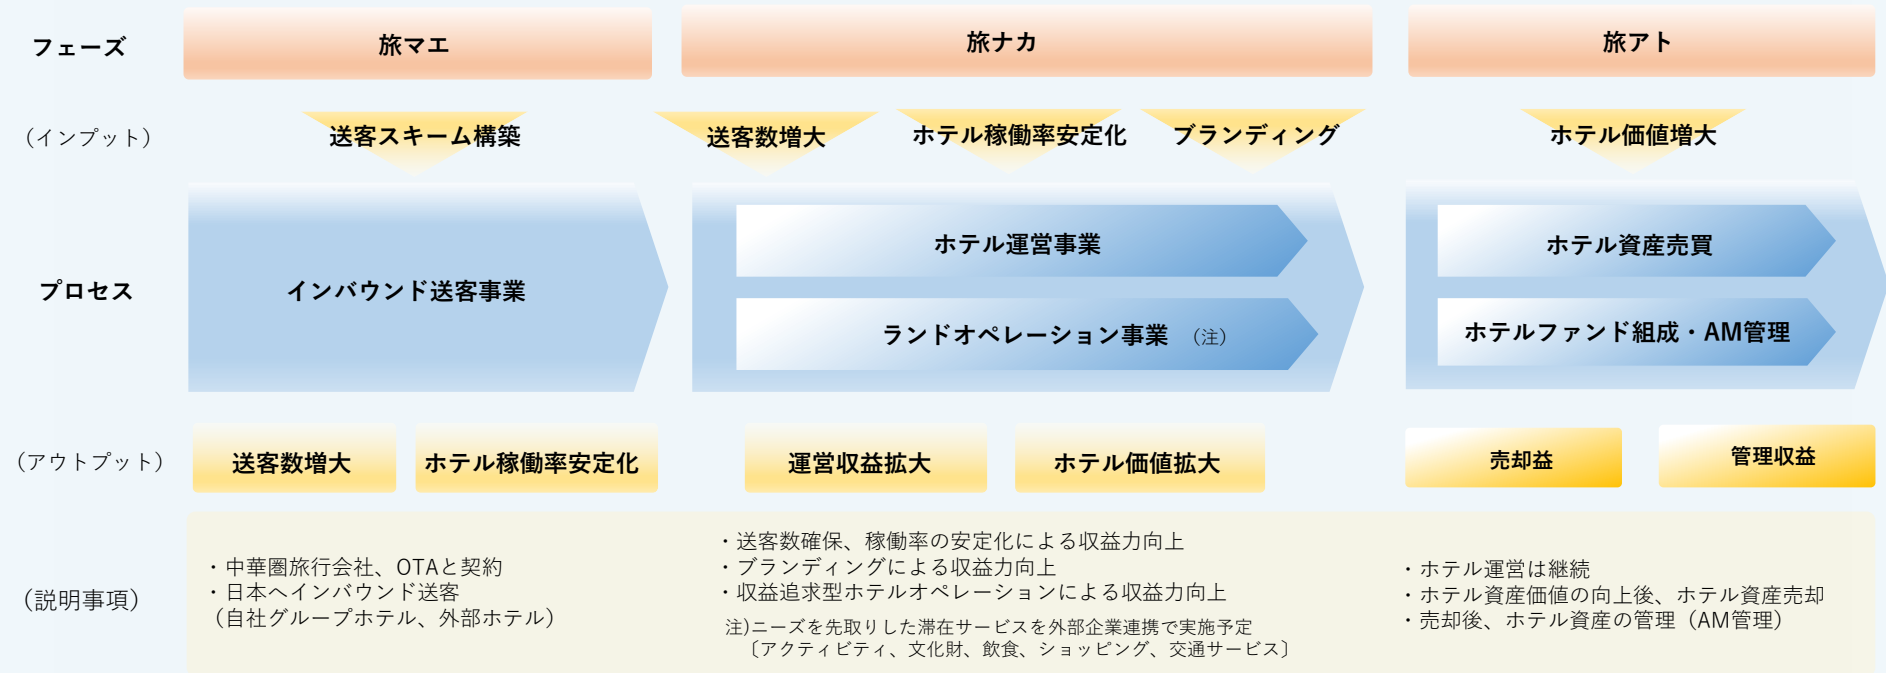 フェーズ
旅マエ
旅ナカ
旅アト
（インプット）
送客スキーム構築
送客数増大
ホテル稼働率安定化
ブランディング
ホテル価値増大
プロセス
インバウンド送客事業
ホテル運営事業
ランドオペレーション事業 （注）
ホテル資産売買
ホテルファンド組成・AM管理
（アウトプット）
送客数増大
ホテル稼働率安定化
運営収益拡大
ホテル価値拡大
売却益
管理収益
（説明事項）
・中華圏旅行会社、OTAと契約
・日本へインバウンド送客
（自社グループホテル、外部ホテル）
・送客数確保、稼働率の安定化による収益力向上
・ブランディングによる収益力向上
・収益追求型ホテルオペレーションによる収益力向上
注)ニーズを先取りした滞在サービスを外部企業連携で実施予定
〔アクティビティ、文化財、飲食、ショッピング、交通サービス〕
・ホテル運営は継続
・ホテル資産価値の向上後、ホテル資産売却
・売却後、ホテル資産の管理（AM管理）